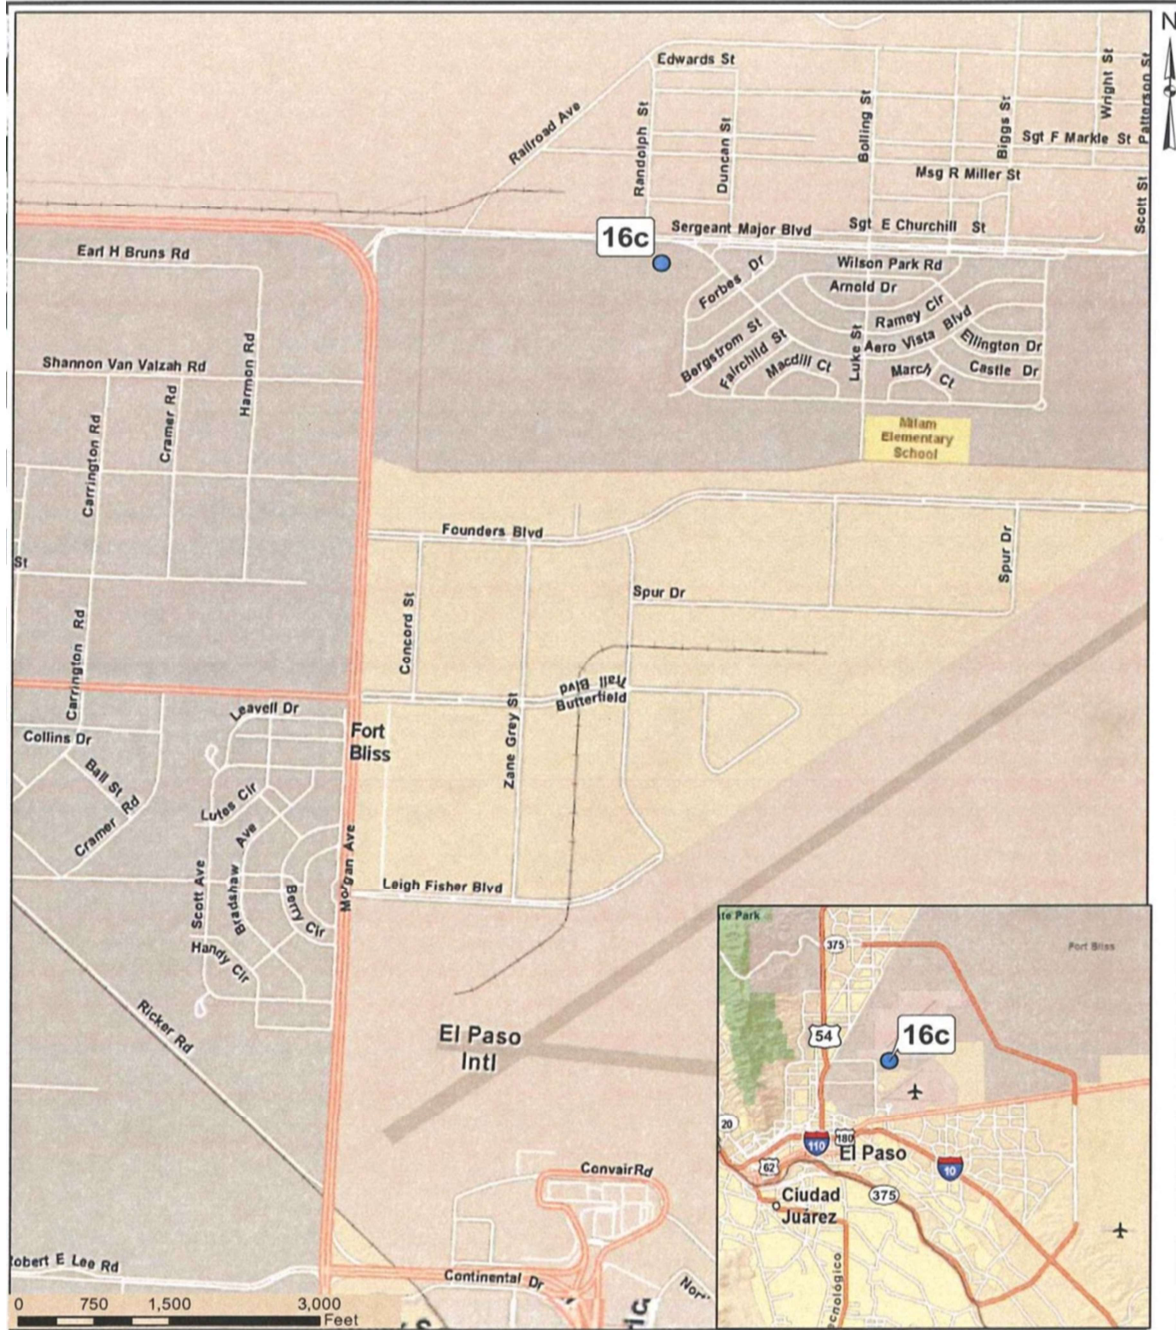 N
Edwards St
Railroad Ave
Randolph St
Duncan St
Bolling St
Biggs St
Wright St
Patterson St
Sgt F Markle St
Msg R Miller St
Scott St
Sergeant Major Blvd
Sgt E Churchill St
16c
Earl H Bruns Rd
Wilson Park Rd
Forbes Dr
Arnold Dr
Ramey Cir
Aero Vista Blvd
Ellington Dr
Bergstrom St
Fairchild St
Macdill Ct
Luke St
March Ct
Castle Dr
Shannon Van Valzah Rd
Harmon Rd
Cramer Rd
Carrington Rd
Milam
Elementary
School
Founders Blvd
Spur Dr
St
Spur Dr
Concord St
Carrington Rd
Trail Blvd
Butterfield
Zane Grey St
Leavell Dr
Collins Dr
Fort
Bliss
Ball St
Cramer Rd
Lutes Cir
Bradshaw Ave
Scott Ave
Berry Cir
Morgan Ave
Leigh Fisher Blvd
Handy Cir
Ricker Rd
El Paso
Intl
Convair Rd
Robert E Lee Rd
Continental Dr
0 750 1,500 3,000
Feet
te Park
375
Fort Bliss
54
16c
20
110
180
El Paso
62
10
Ciudad
Juárez
375
ecnológico